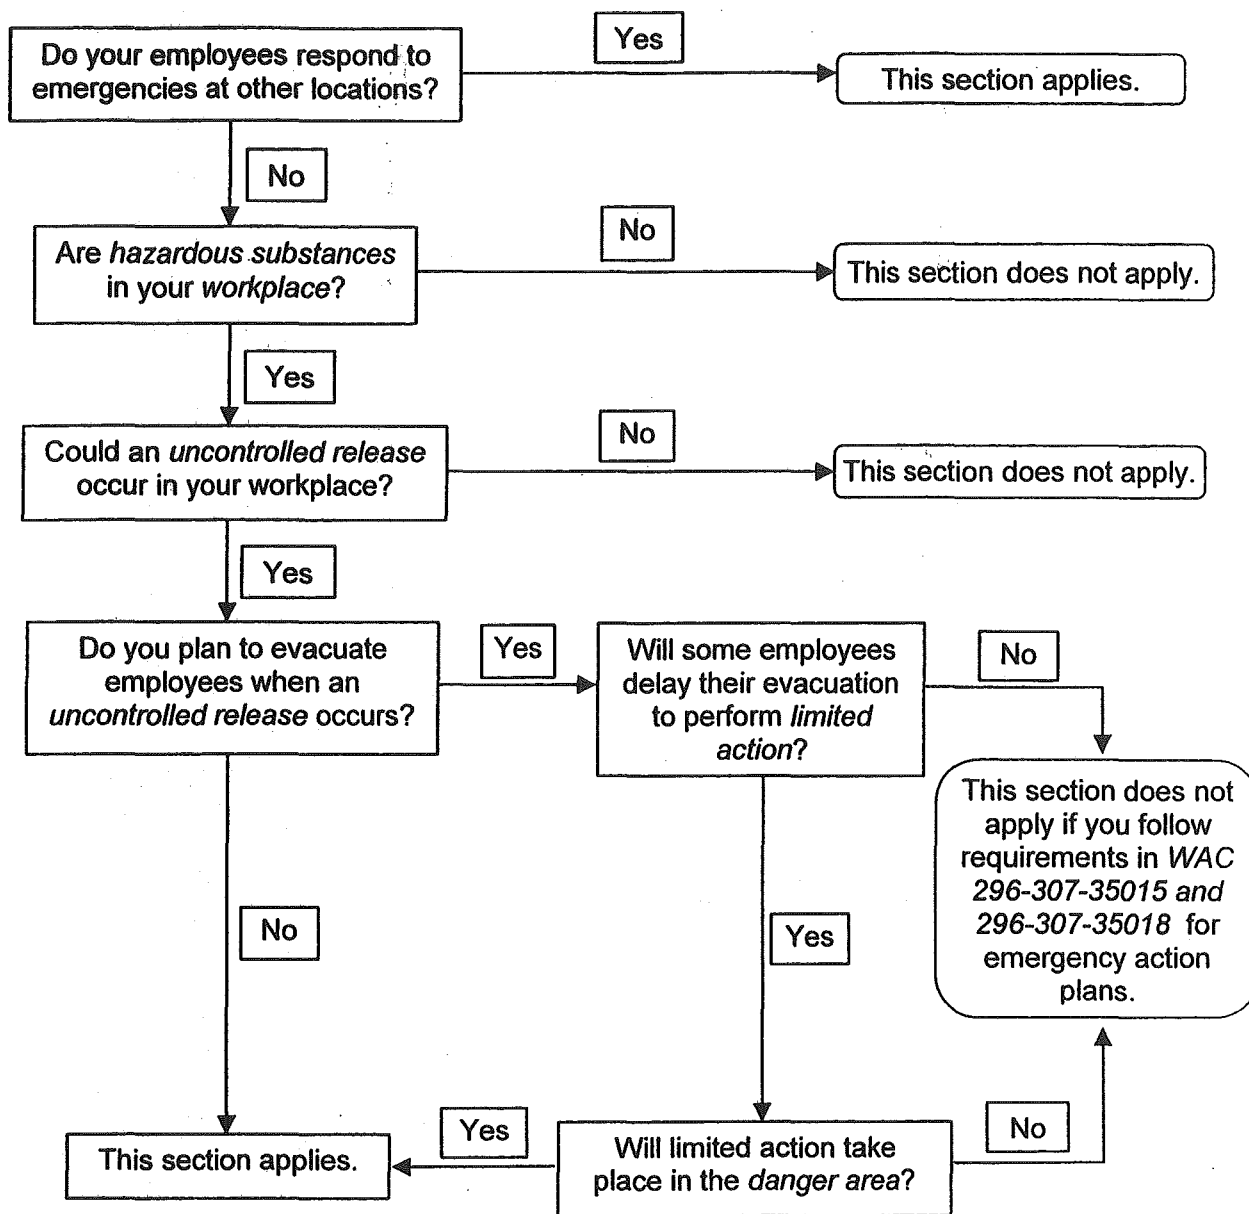 Do your employees respond to
emergencies at other locations?
Yes
This section applies.
No
Are hazardous substances
in your workplace?
No
This section does not apply.
Yes
Could an uncontrolled release
occur in your workplace?
No
This section does not apply.
Yes
Do you plan to evacuate
employees when an
uncontrolled release occurs?
Yes
Will some employees
delay their evacuation
to perform limited
action?
No
This section does not
apply if you follow
requirements in WAC
296-307-35015 and
296-307-35018 for
emergency action
plans.
No
Yes
This section applies.
Yes
Will limited action take
place in the danger area?
No